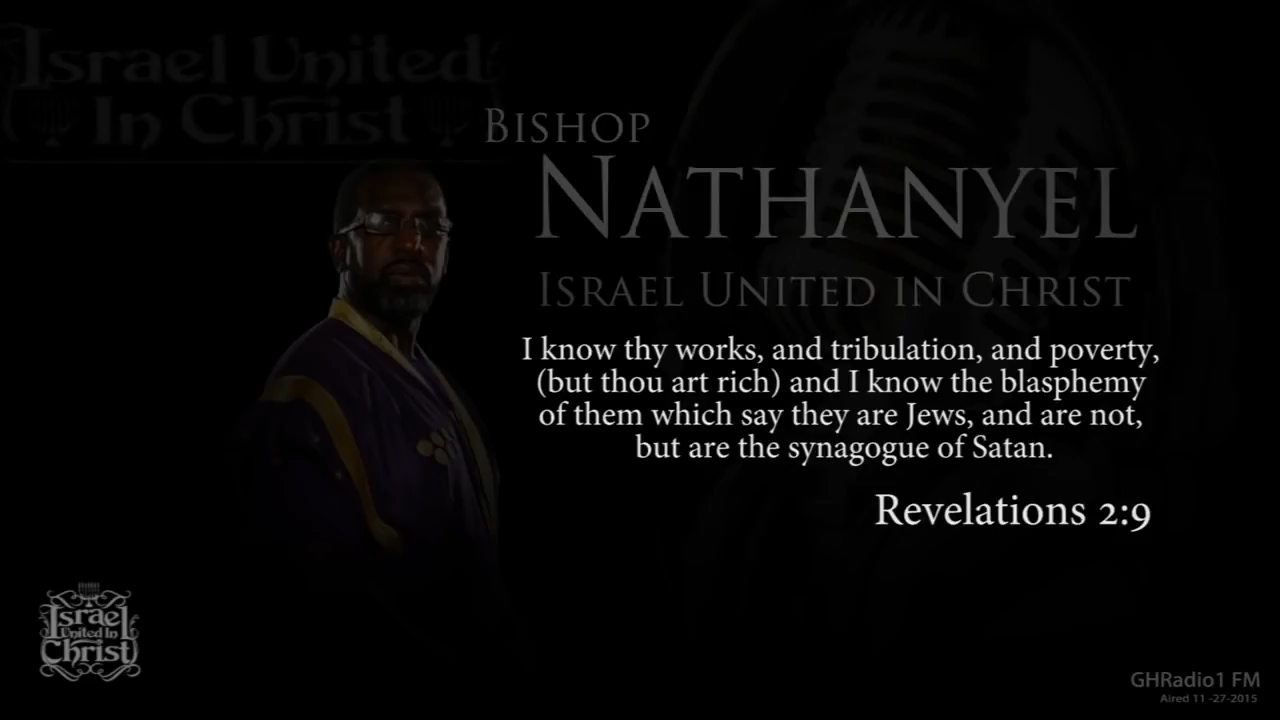 Israel United
In Christ
BISHOP
NATHANYEL
ISRAEL UNITED IN CHRIST
I know thy works, and tribulation, and poverty,
(but thou art rich) and I know the blasphemy
of them which say they are Jews, and are not,
but are the synagogue of Satan.
Revelations 2:9
Israel
United In
Christ
GHRadio1 FM
Aired 11 -27-2015